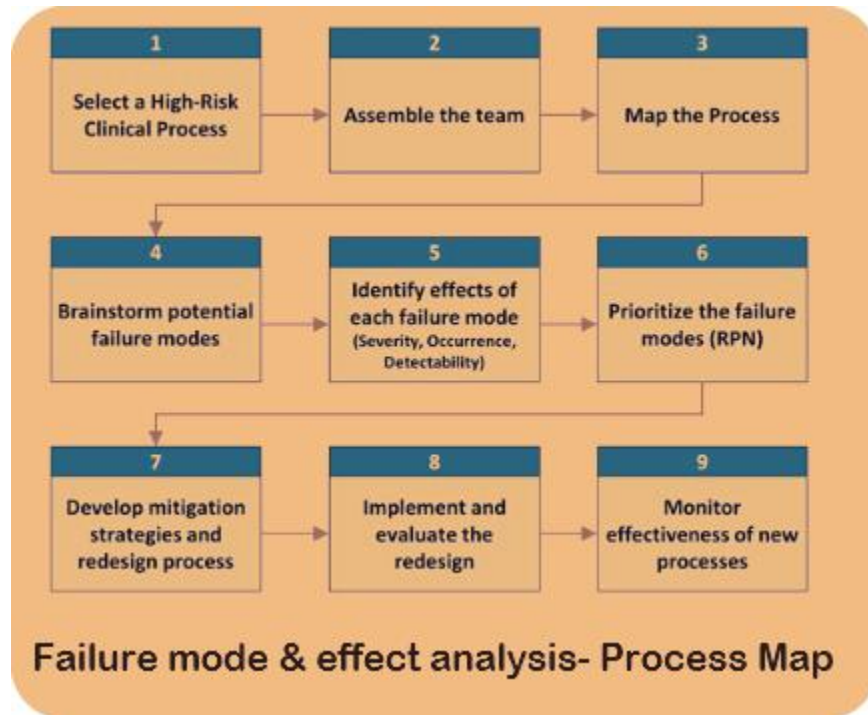 1
Select a High-Risk
Clinical Process
2
Assemble the team
3
Map the Process
4
Brainstorm potential
failure modes
5
Identify effects of
each failure mode
(Severity, Occurrence,
Detectability)
6
Prioritize the failure
modes (RPN)
7
Develop mitigation
strategies and
redesign process
8
Implement and
evaluate the
redesign
9
Monitor
effectiveness of new
processes
Failure mode & effect analysis- Process Map